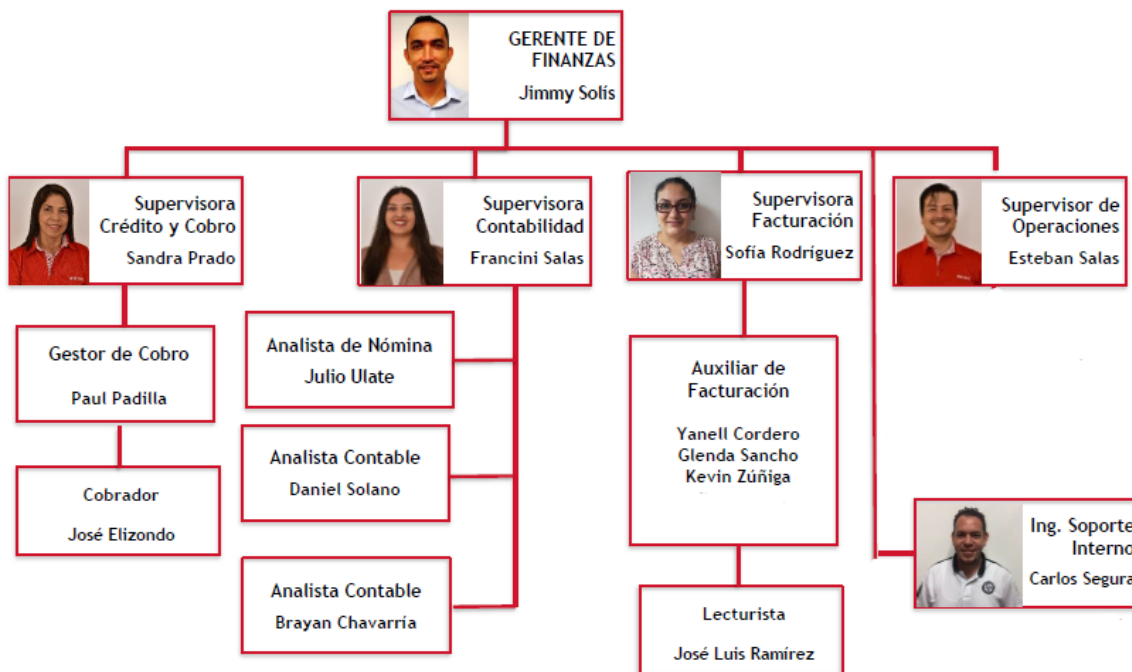 GERENTE DE
FINANZAS
Jimmy Solís
Supervisora
Crédito y Cobro
Sandra Prado
Supervisora
Contabilidad
Francini Salas
Supervisora
Facturación
Sofía Rodríguez
Supervisor de
Operaciones
Esteban Salas
Gestor de Cobro
Paul Padilla
Cobrador
José Elizondo
Analista de Nómina
Julio Ulate
Analista Contable
Daniel Solano
Analista Contable
Brayan Chavarría
Auxiliar de
Facturación
Yanell Cordero
Glenda Sancho
Kevin Zúñiga
Lecturista
José Luis Ramírez
Ing. Soporte
Interno
Carlos Segura